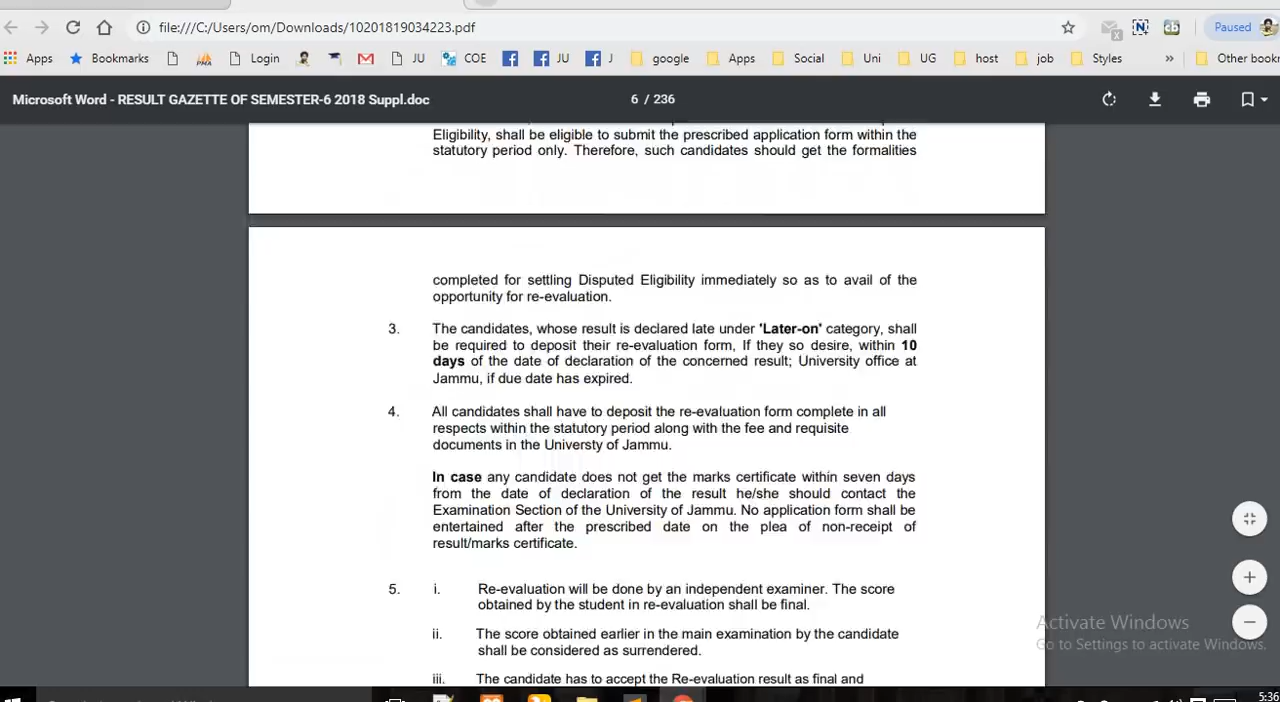 file:///C:/Users/om/Downloads/10201819034223.pdf
Paused
Apps Bookmarks Login JU COE JU J google Apps Social Uni UG host job Styles » Other bookr
Microsoft Word - RESULT GAZETTE OF SEMESTER-6 2018 Suppl.doc
6 / 236
Eligibility, shall be eligible to submit the prescribed application form within the
statutory period only. Therefore, such candidates should get the formalities
completed for settling Disputed Eligibility immediately so as to avail of the
opportunity for re-evaluation.
3. The candidates, whose result is declared late under 'Later-on' category, shall
be required to deposit their re-evaluation form, If they so desire, within 10
days of the date of declaration of the concerned result; University office at
Jammu, if due date has expired.
4. All candidates shall have to deposit the re-evaluation form complete in all
respects within the statutory period along with the fee and requisite
documents in the Universty of Jammu.
In case any candidate does not get the marks certificate within seven days
from the date of declaration of the result he/she should contact the
Examination Section of the University of Jammu. No application form shall be
entertained after the prescribed date on the plea of non-receipt of
result/marks certificate.
5. i. Re-evaluation will be done by an independent examiner. The score
obtained by the student in re-evaluation shall be final.
ii. The score obtained earlier in the main examination by the candidate
shall be considered as surrendered.
iii. The candidate has to accept the Re-evaluation result as final and
Activate Windows
Go to Settings to activate Windows.
5:36